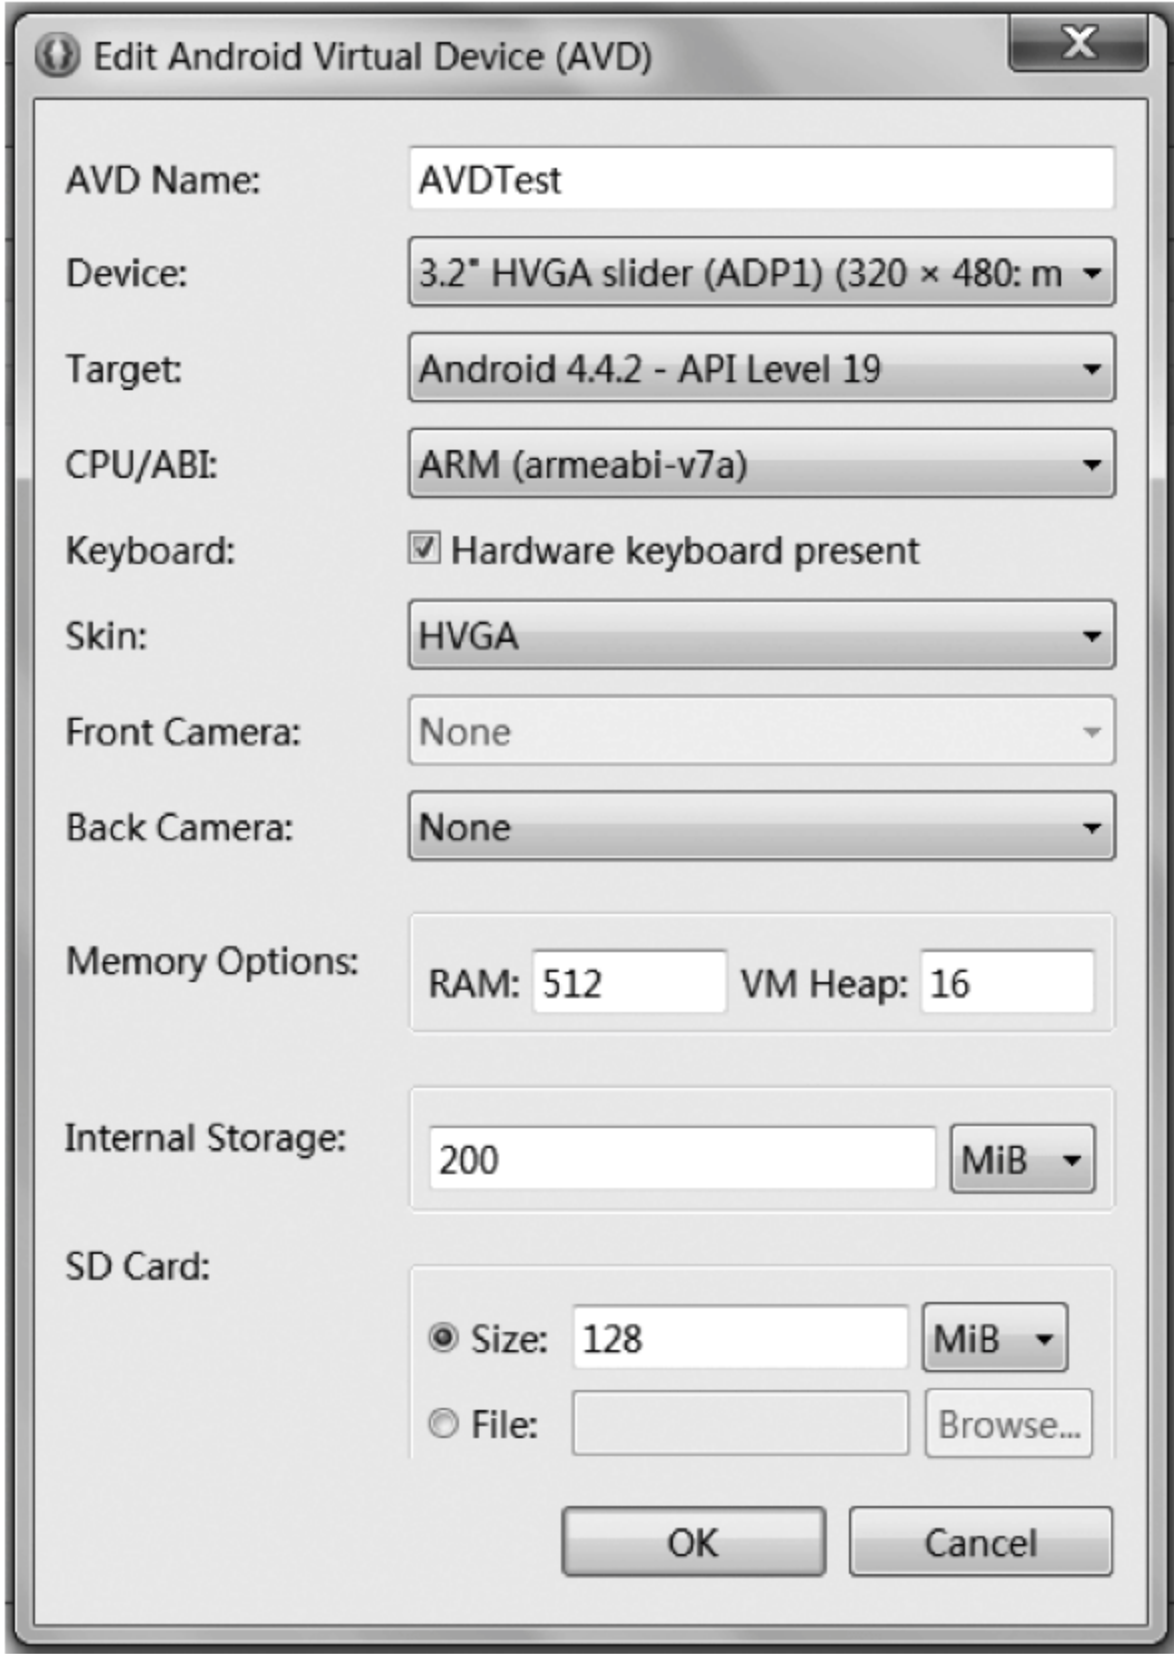 Edit Android Virtual Device (AVD)
AVD Name: AVDTest
Device: 3.2" HVGA slider (ADP1) (320 × 480: m
Target: Android 4.4.2 - API Level 19
CPU/ABI: ARM (armeabi-v7a)
Keyboard: Hardware keyboard present
Skin: HVGA
Front Camera: None
Back Camera: None
Memory Options: RAM: 512 VM Heap: 16
Internal Storage: 200 MiB
SD Card:
Size: 128 MiB
File: Browse...
OK Cancel